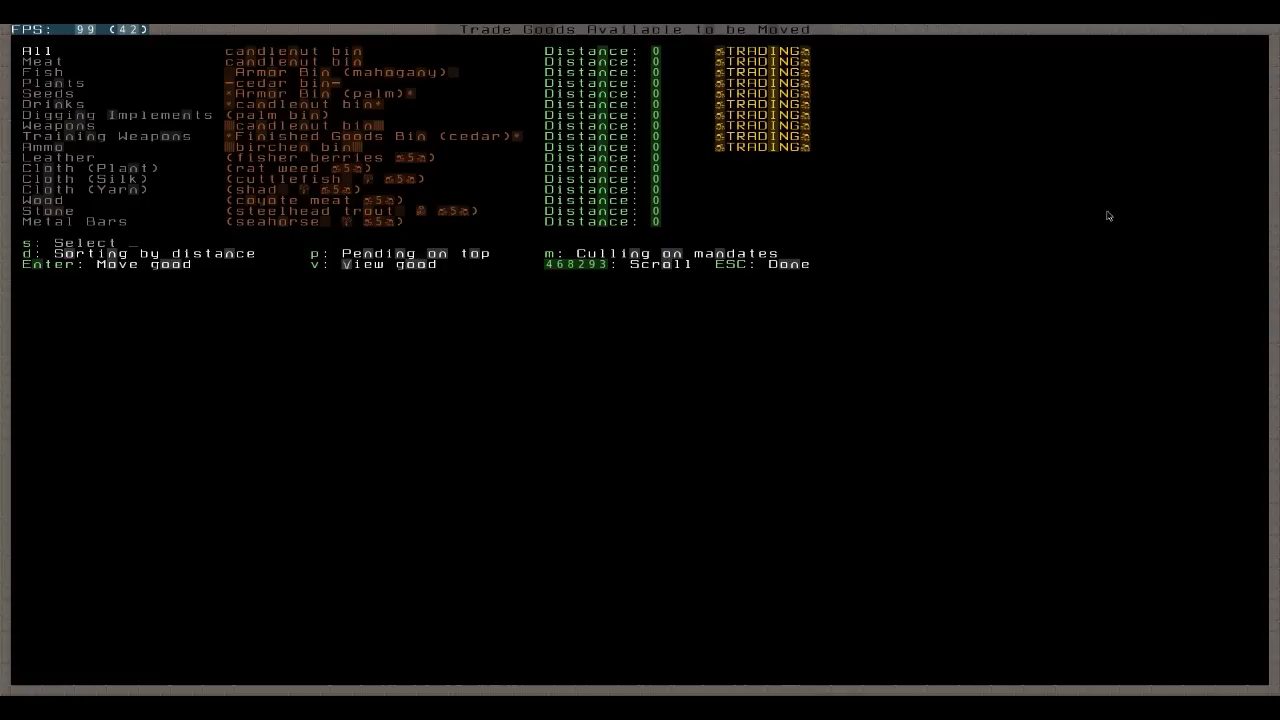 FPS: 99 (42) Trade Goods Available to be Moved
All candlenut bin Distance: 0 TRADING
Meat candlenut bin Distance: 0 TRADING
Fish Armor Bin (mahogany) Distance: 0 TRADING
Plants -cedar bin- Distance: 0 TRADING
Seeds *Armor Bin (palm)* Distance: 0 TRADING
Drinks *candlenut bin* Distance: 0 TRADING
Digging Implements (palm bin) Distance: 0 TRADING
Weapons candlenut bin Distance: 0 TRADING
Training Weapons *Finished Goods Bin (cedar)* Distance: 0 TRADING
Ammo birchen bin Distance: 0 TRADING
Leather (fisher berries 5) Distance: 0
Cloth (Plant) (rat weed 5) Distance: 0
Cloth (Silk) (cuttlefish 5) Distance: 0
Cloth (Yarn) (shad 5) Distance: 0
Wood (coyote meat 5) Distance: 0
Stone (steelhead trout 5) Distance: 0
Metal Bars (seahorse 5) Distance: 0
s: Select _
d: Sorting by distance p: Pending on top m: Culling on mandates
Enter: Move good v: View good 468293: Scroll ESC: Done